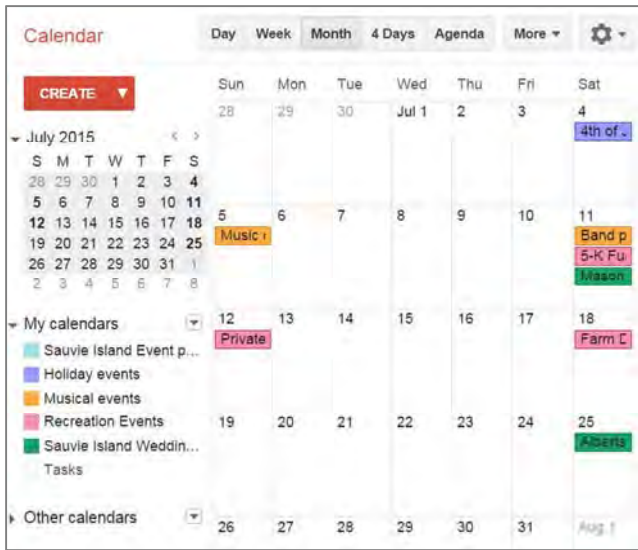 Calendar
Day Week Month 4 Days Agenda More
CREATE
July 2015 < >
S M T W T F S
28 29 30 1 2 3 4
5 6 7 8 9 10 11
12 13 14 15 16 17 18
19 20 21 22 23 24 25
26 27 28 29 30 31 1
2 3 4 5 6 7 8
My calendars
Sauvie Island Event p...
Holiday events
Musical events
Recreation Events
Sauvie Island Weddin...
Tasks
Other calendars
Sun Mon Tue Wed Thu Fri Sat
28 29 30 Jul 1 2 3 4
4th of
5 6 7 8 9 10 11
Music Band p
5-K Fu
Mason
12 13 14 15 16 17 18
Private Farm
19 20 21 22 23 24 25
Alberts
26 27 28 29 30 31 Aug 1